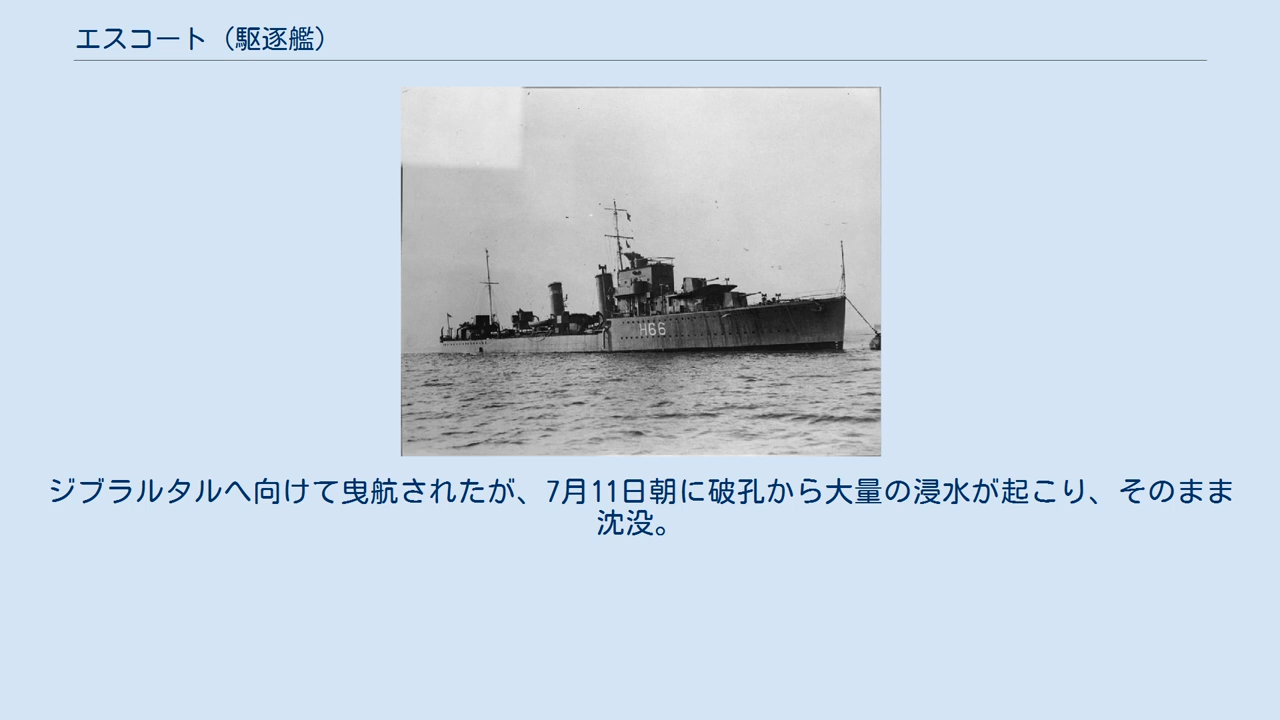 エスコート（駆逐艦）
H66
ジブラルタルへ向けて曳航されたが、7月11日朝に破孔から大量の浸水が起こり、そのまま
沈没。